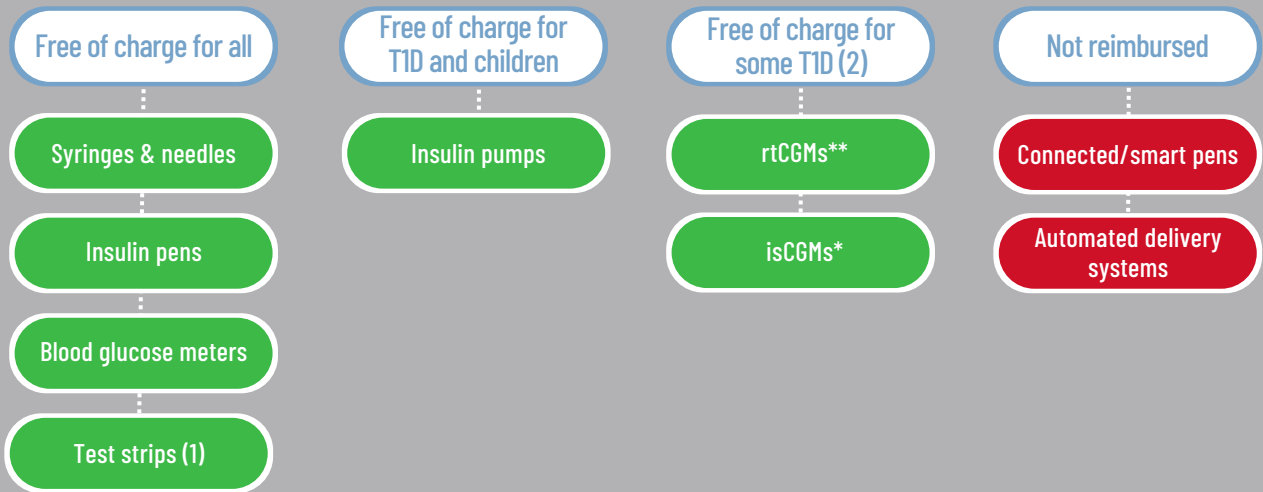 Free of charge for all
Syringes & needles
Insulin pens
Blood glucose meters
Test strips (1)
Free of charge for
T1D and children
Insulin pumps
Free of charge for
some T1D (2)
rtCGMs**
isCGMs*
Not reimbursed
Connected/smart pens
Automated delivery
systems